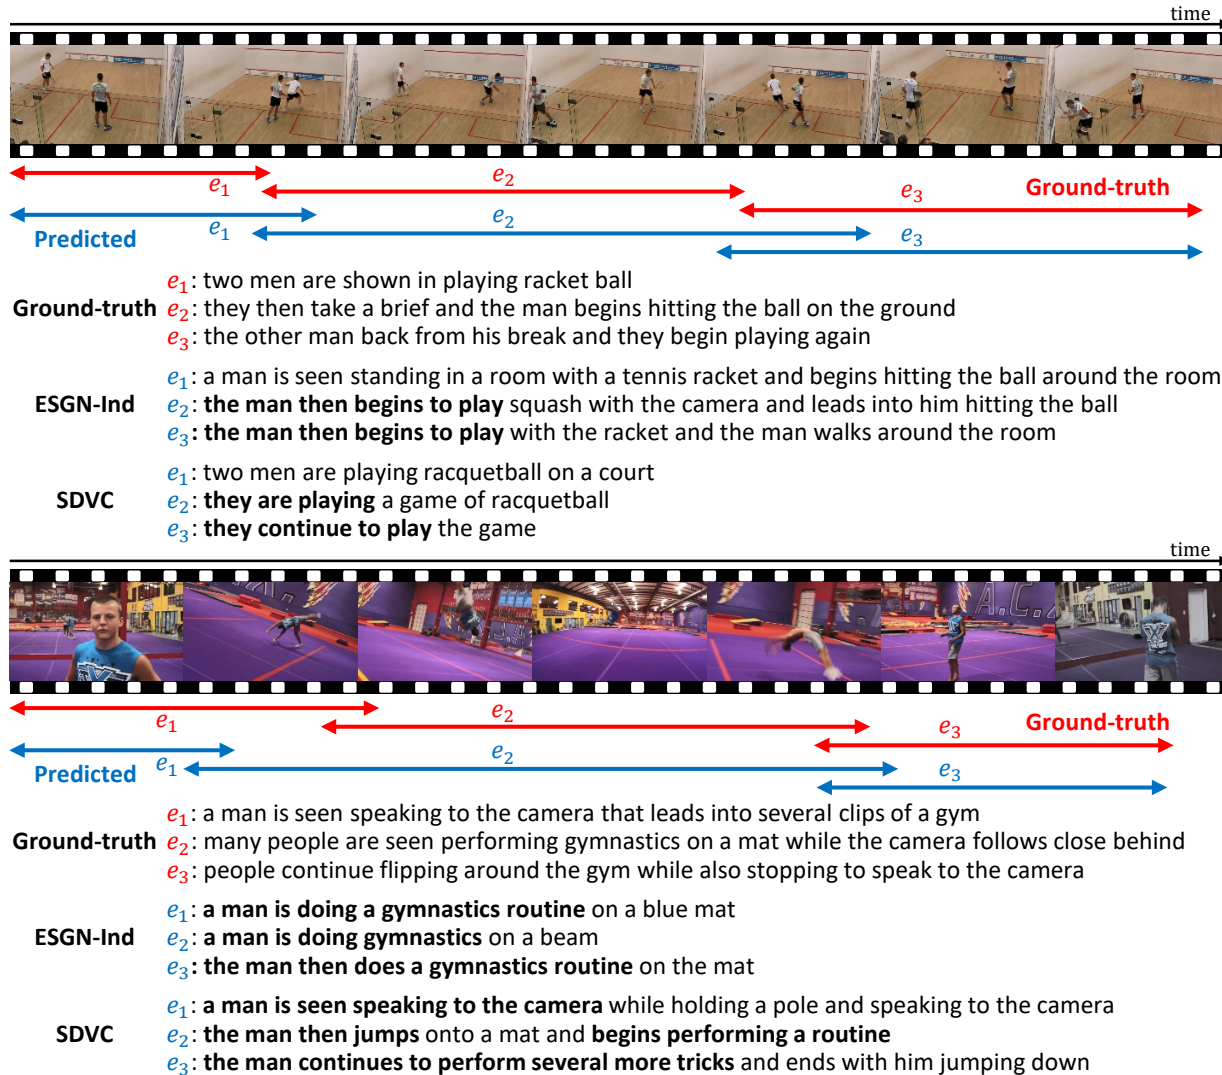 time
e₁ e₂ e₃ Ground-truth
Predicted e₁ e₂ e₃
e₁: two men are shown in playing racket ball
Ground-truth e₂: they then take a brief and the man begins hitting the ball on the ground
e₃: the other man back from his break and they begin playing again
e₁: a man is seen standing in a room with a tennis racket and begins hitting the ball around the room
ESGN-Ind e₂: the man then begins to play squash with the camera and leads into him hitting the ball
e₃: the man then begins to play with the racket and the man walks around the room
e₁: two men are playing racquetball on a court
SDVC e₂: they are playing a game of racquetball
e₃: they continue to play the game
time
A.C.
e₁ e₂ e₃ Ground-truth
Predicted e₁ e₂ e₃
e₁: a man is seen speaking to the camera that leads into several clips of a gym
Ground-truth e₂: many people are seen performing gymnastics on a mat while the camera follows close behind
e₃: people continue flipping around the gym while also stopping to speak to the camera
e₁: a man is doing a gymnastics routine on a blue mat
ESGN-Ind e₂: a man is doing gymnastics on a beam
e₃: the man then does a gymnastics routine on the mat
e₁: a man is seen speaking to the camera while holding a pole and speaking to the camera
SDVC e₂: the man then jumps onto a mat and begins performing a routine
e₃: the man continues to perform several more tricks and ends with him jumping down